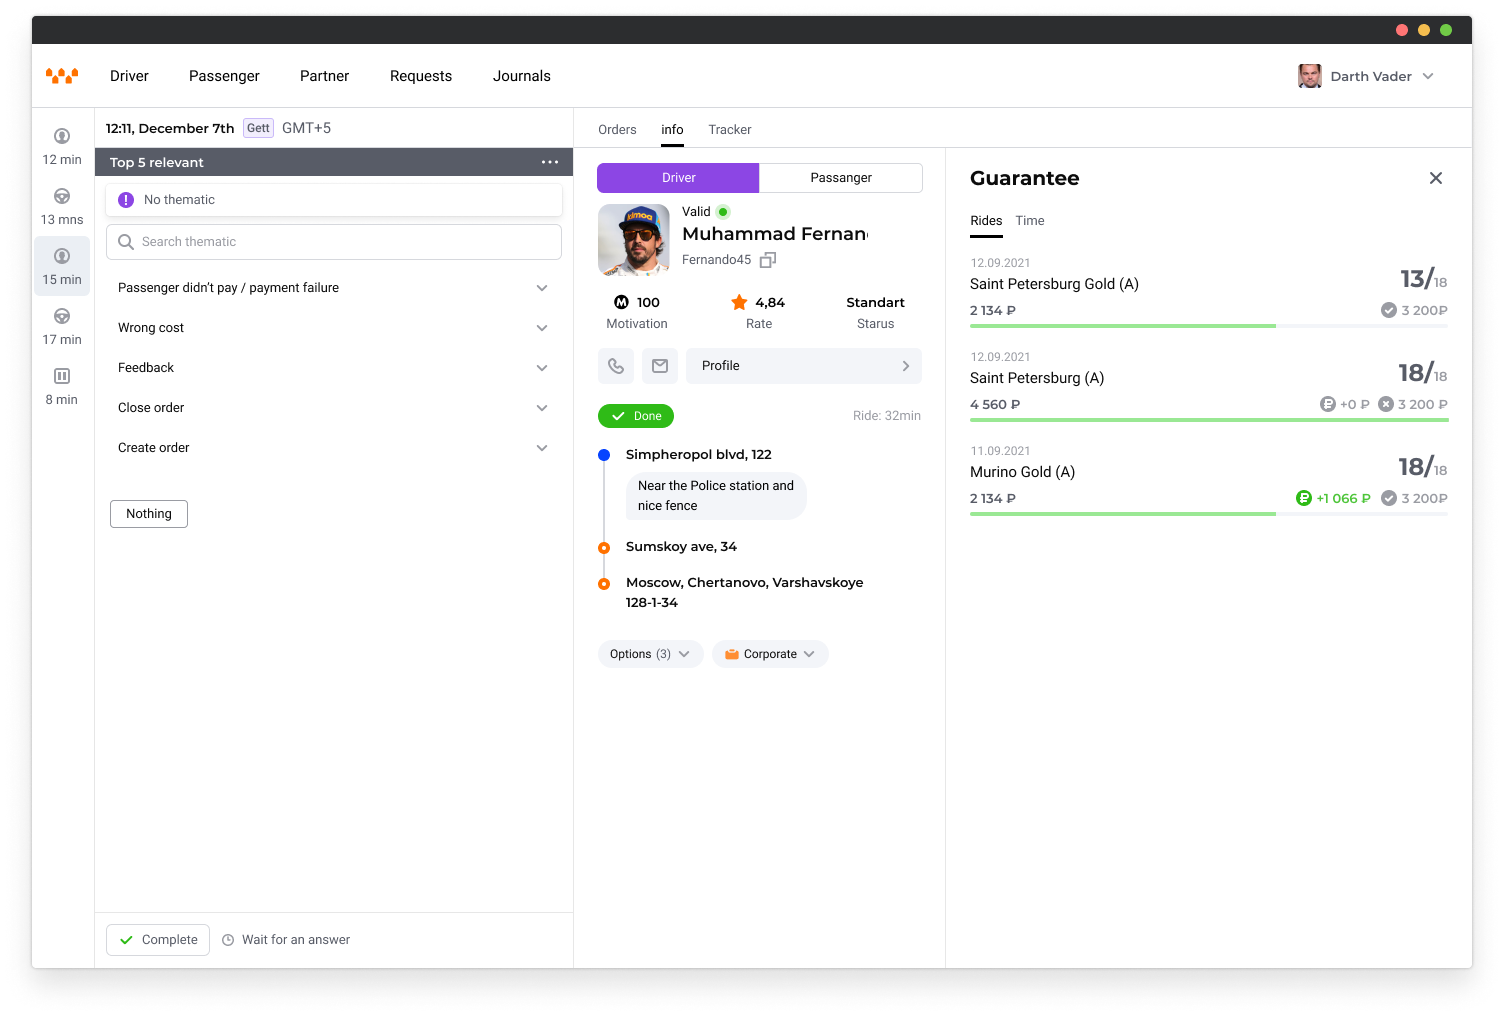 Driver
Passenger
Partner
Requests
Journals
Darth Vader
12 min
13 mns
15 min
17 min
8 min
12:11, December 7th Gett GMT+5
Top 5 relevant
No thematic
Search thematic
Passenger didn't pay / payment failure
Wrong cost
Feedback
Close order
Create order
Nothing
Complete
Wait for an answer
Orders
info
Tracker
Driver
Passanger
kimoa
Valid
Muhammad Fernan
Fernando45
M 100
Motivation
4,84
Rate
Standart
Starus
Profile
Done
Ride: 32min
Simpheropol blvd, 122
Near the Police station and
nice fence
Sumskoy ave, 34
Moscow, Chertanovo, Varshavskoye
128-1-34
Options (3)
Corporate
Guarantee
Rides
Time
12.09.2021
Saint Petersburg Gold (A)
13/18
2 134 ₽
3 200₽
12.09.2021
Saint Petersburg (A)
18/18
4 560 ₽
₽ +0 ₽
3 200 ₽
11.09.2021
Murino Gold (A)
18/18
2 134 ₽
₽ +1 066 ₽
3 200₽